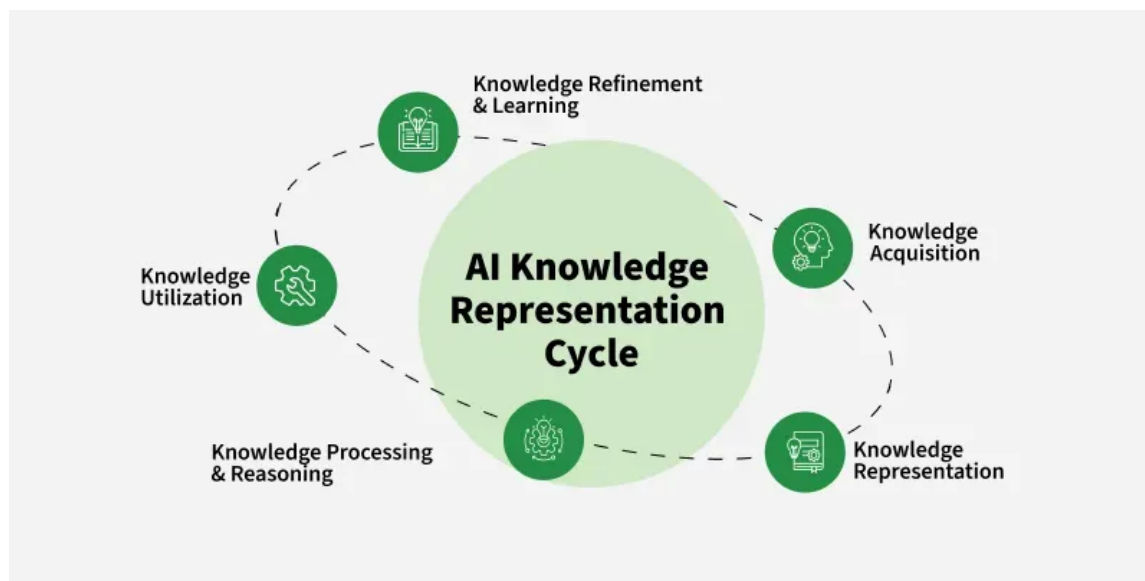 Knowledge Refinement
& Learning
Knowledge
Acquisition
AI Knowledge
Representation
Cycle
Knowledge
Utilization
Knowledge Processing
& Reasoning
Knowledge
Representation